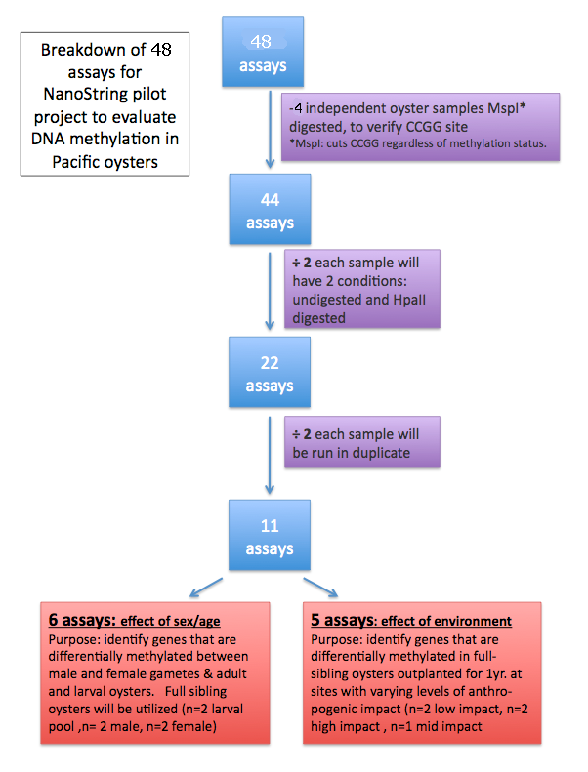 Breakdown of 48
assays for
NanoString pilot
project to evaluate
DNA methylation in
Pacific oysters
48
assays
-4 independent oyster samples MspI*
digested, to verify CCGG site
*MspI: cuts CCGG regardless of methylation status.
44
assays
÷ 2 each sample will
have 2 conditions:
undigested and HpaII
digested
22
assays
÷ 2 each sample will
be run in duplicate
11
assays
6 assays: effect of sex/age
Purpose: identify genes that are
differentially methylated between
male and female gametes & adult
and larval oysters. Full sibling
oysters will be utilized (n=2 larval
pool ,n= 2 male, n=2 female)
5 assays: effect of environment
Purpose: identify genes that are
differentially methylated in full-
sibling oysters outplanted for 1yr. at
sites with varying levels of anthro-
pogenic impact (n=2 low impact, n=2
high impact , n=1 mid impact